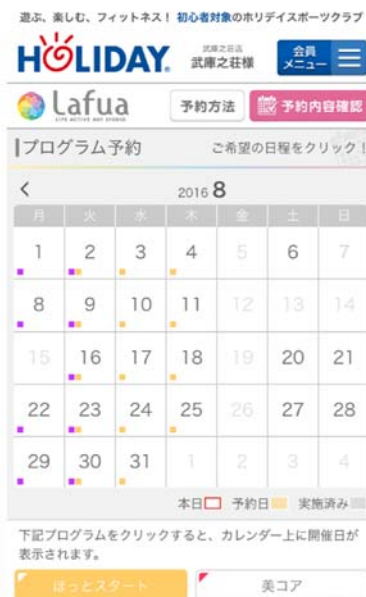 遊ぶ、楽しむ、フィットネス！ 初心者対象のホリデイスポーツクラブ
HOLIDAY 武庫之荘店 武庫之荘様 会員メニュー
Lafua 予約方法 予約内容確認
プログラム予約 ご希望の日程をクリック！
< 2016 8
月 火 水 木 金 土 日
1 2 3 4 5 6 7
8 9 10 11 12 13 14
15 16 17 18 19 20 21
22 23 24 25 26 27 28
29 30 31 1 2 3 4
本日 予約日 実施済み
下記プログラムをクリックすると、カレンダー上に開催日が
表示されます。
ほっとスタート 美コア